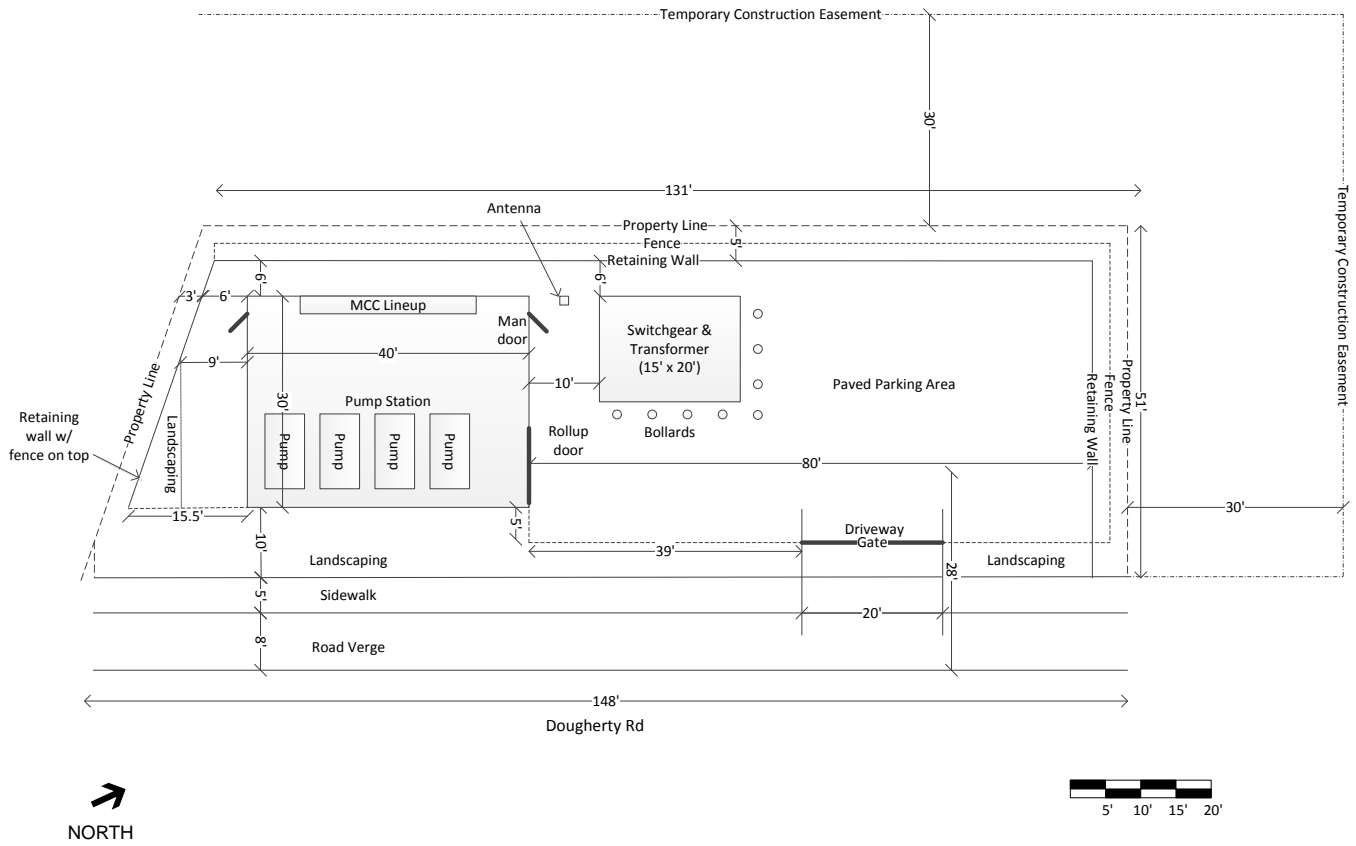 Temporary Construction Easement
30'
131'
Antenna
Property Line
Fence
5'
Retaining Wall
6'
6'
3'
6'
MCC Lineup
Man
door
Switchgear &
Transformer
(15' x 20')
40'
9'
10'
Paved Parking Area
Property Line
Landscaping
30'
Pump Station
Pump
Pump
Pump
Pump
Retaining
wall w/
fence on top
Rollup
door
Bollards
80'
Retaining Wall
Fence
Property Line
51'
Temporary Construction Easement
15.5'
5'
10'
39'
Driveway
Gate
30'
Landscaping
Landscaping
28'
5'
Sidewalk
20'
8'
Road Verge
148'
Dougherty Rd
NORTH
5' 10' 15' 20'